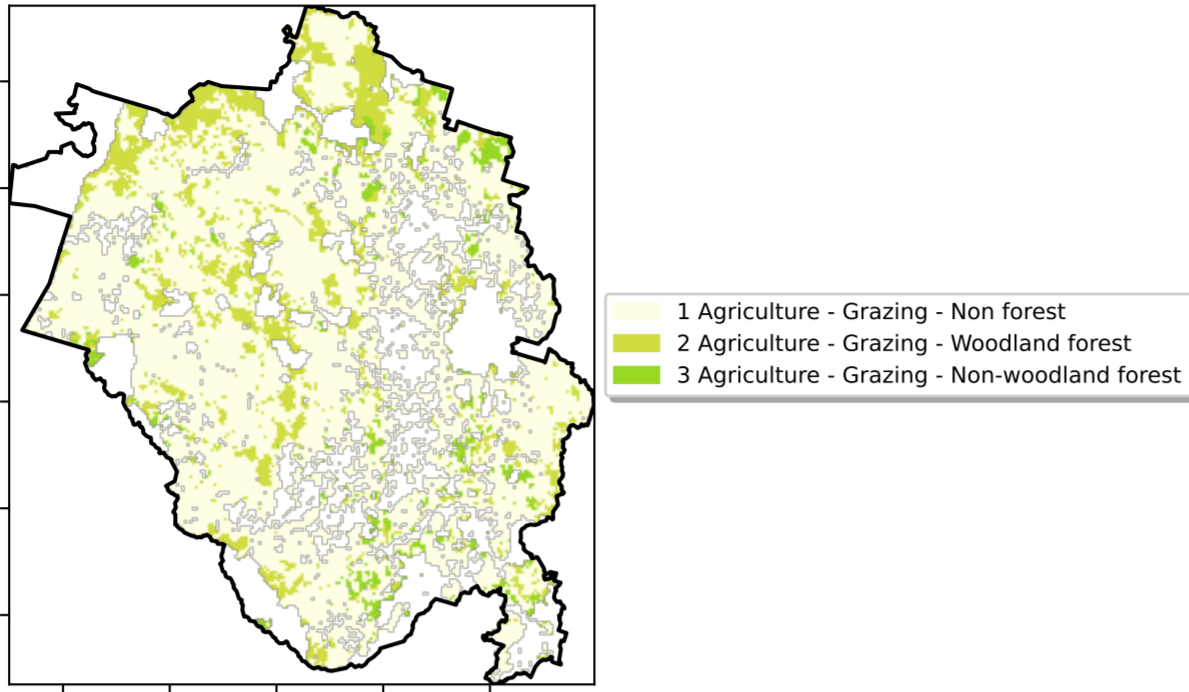 1 Agriculture - Grazing - Non forest
2 Agriculture - Grazing - Woodland forest
3 Agriculture - Grazing - Non-woodland forest